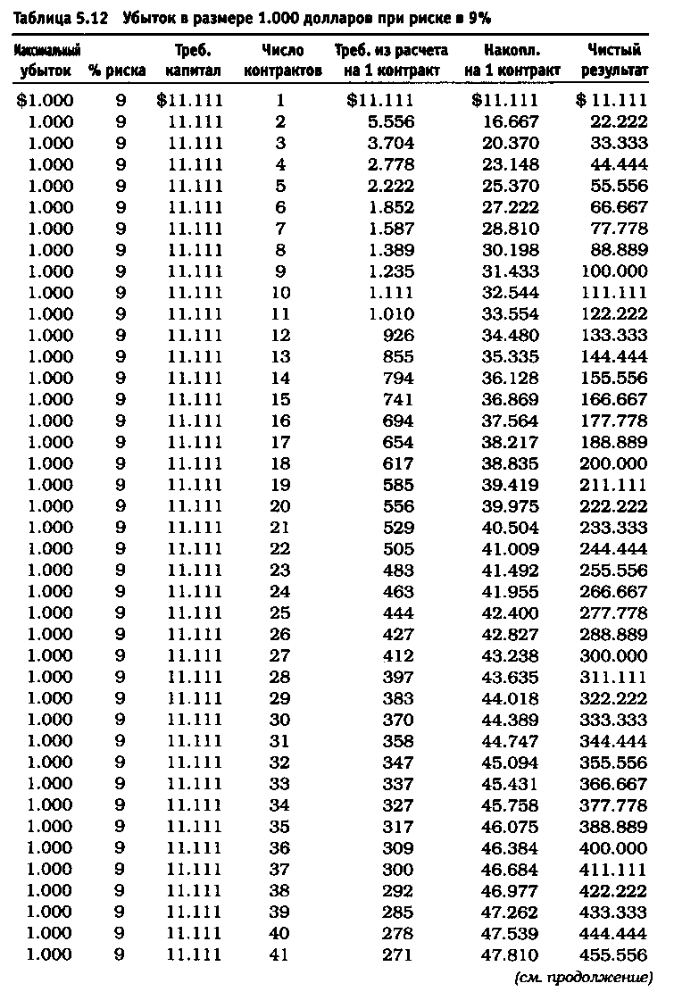 Таблица 5.12 Убыток в размере 1.000 долларов при риске в 9%
Максимальный Треб. Число Треб. из расчета Накопл. Чистый
убыток % риска капитал контрактов на 1 контракт на 1 контракт результат
$1.000 9 $11.111 1 $11.111 $11.111 $ 11.111
1.000 9 11.111 2 5.556 16.667 22.222
1.000 9 11.111 3 3.704 20.370 33.333
1.000 9 11.111 4 2.778 23.148 44.444
1.000 9 11.111 5 2.222 25.370 55.556
1.000 9 11.111 6 1.852 27.222 66.667
1.000 9 11.111 7 1.587 28.810 77.778
1.000 9 11.111 8 1.389 30.198 88.889
1.000 9 11.111 9 1.235 31.433 100.000
1.000 9 11.111 10 1.111 32.544 111.111
1.000 9 11.111 11 1.010 33.554 122.222
1.000 9 11.111 12 926 34.480 133.333
1.000 9 11.111 13 855 35.335 144.444
1.000 9 11.111 14 794 36.128 155.556
1.000 9 11.111 15 741 36.869 166.667
1.000 9 11.111 16 694 37.564 177.778
1.000 9 11.111 17 654 38.217 188.889
1.000 9 11.111 18 617 38.835 200.000
1.000 9 11.111 19 585 39.419 211.111
1.000 9 11.111 20 556 39.975 222.222
1.000 9 11.111 21 529 40.504 233.333
1.000 9 11.111 22 505 41.009 244.444
1.000 9 11.111 23 483 41.492 255.556
1.000 9 11.111 24 463 41.955 266.667
1.000 9 11.111 25 444 42.400 277.778
1.000 9 11.111 26 427 42.827 288.889
1.000 9 11.111 27 412 43.238 300.000
1.000 9 11.111 28 397 43.635 311.111
1.000 9 11.111 29 383 44.018 322.222
1.000 9 11.111 30 370 44.389 333.333
1.000 9 11.111 31 358 44.747 344.444
1.000 9 11.111 32 347 45.094 355.556
1.000 9 11.111 33 337 45.431 366.667
1.000 9 11.111 34 327 45.758 377.778
1.000 9 11.111 35 317 46.075 388.889
1.000 9 11.111 36 309 46.384 400.000
1.000 9 11.111 37 300 46.684 411.111
1.000 9 11.111 38 292 46.977 422.222
1.000 9 11.111 39 285 47.262 433.333
1.000 9 11.111 40 278 47.539 444.444
1.000 9 11.111 41 271 47.810 455.556
(см. продолжение)